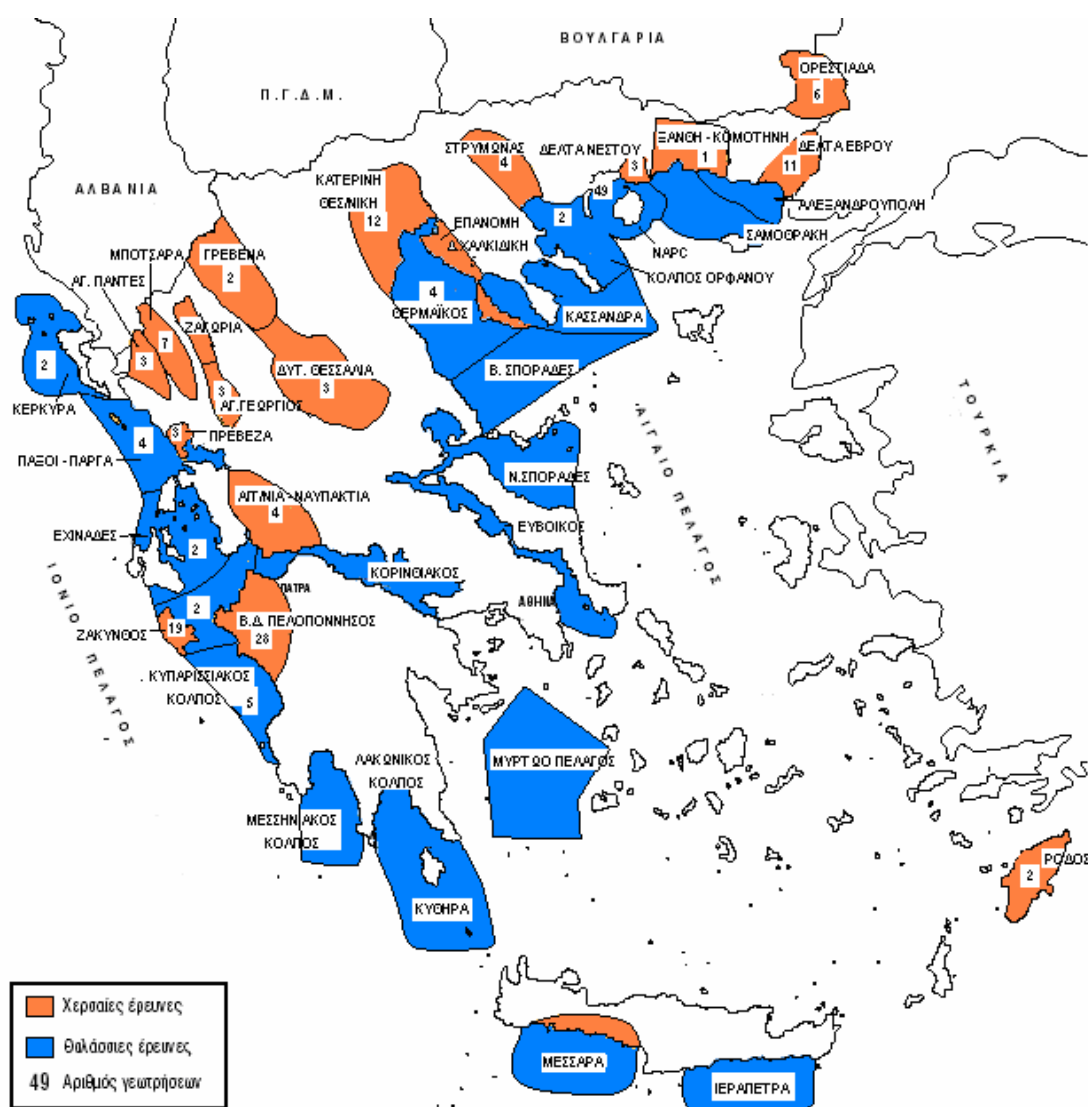 ΒΟΥΛΓΑΡΙΑ
Π.Γ.Δ.Μ.
ΟΡΕΣΤΙΑΔΑ
6
ΑΛΒΑΝΙΑ
ΣΤΡΥΜΩΝΑΣ
4
ΔΕΛΤΑ ΝΕΣΤΟΥ
3
ΞΑΝΘΗ - ΚΟΜΟΤΗΝΗ
1
ΔΕΛΤΑ ΕΒΡΟΥ
11
ΚΑΤΕΡΙΝΗ
ΘΕΣ/ΝΙΚΗ
12
49
2
ΑΛΕΞΑΝΔΡΟΥΠΟΛΗ
ΣΑΜΟΘΡΑΚΗ
ΕΠΑΝΟΜΗ
Δ.ΧΑΛΚΙΔΙΚΗ
ΝΑΡC
ΚΟΛΠΟΣ ΟΡΦΑΝΟΥ
ΜΠΟΤΣΑΡΑ
ΓΡΕΒΕΝΑ
2
ΑΓ. ΠΑΝΤΕΣ
4
ΘΕΡΜΑΪΚΟΣ
ΚΑΣΣΑΝΔΡΑ
ΖΑΓΩΡΙΑ
7
3
2
ΚΕΡΚΥΡΑ
3
ΑΓ.ΓΕΩΡΓΙΟΣ
ΔΥΤ. ΘΕΣΣΑΛΙΑ
3
Β. ΣΠΟΡΑΔΕΣ
ΤΟΥΡΚΙΑ
ΑΙΓΑΙΟ ΠΕΛΑΓΟΣ
3
ΠΡΕΒΕΖΑ
4
ΠΑΞΟΙ - ΠΑΡΓΑ
Ν.ΣΠΟΡΑΔΕΣ
ΑΙΤ/ΝΙΑ - ΝΑΥΠΑΚΤΙΑ
4
ΕΥΒΟΙΚΟΣ
ΕΧΙΝΑΔΕΣ
2
ΙΟΝΙΟ ΠΕΛΑΓΟΣ
ΚΟΡΙΝΘΙΑΚΟΣ
ΠΑΤΡΑ
ΑΘΗΝΑ
2
Β.Δ. ΠΕΛΟΠΟΝΝΗΣΟΣ
28
ΖΑΚΥΝΘΟΣ
19
ΚΥΠΑΡΙΣΣΙΑΚΟΣ
ΚΟΛΠΟΣ
5
ΛΑΚΩΝΙΚΟΣ
ΚΟΛΠΟΣ
ΜΥΡΤΩΟ ΠΕΛΑΓΟΣ
ΜΕΣΣΗΝΙΑΚΟΣ
ΚΟΛΠΟΣ
ΡΟΔΟΣ
2
ΚΥΘΗΡΑ
Χερσαίες έρευνες
Θαλάσσιες έρευνες
49 Αριθμός γεωτρήσεων
ΜΕΣΣΑΡΑ
ΙΕΡΑΠΕΤΡΑ